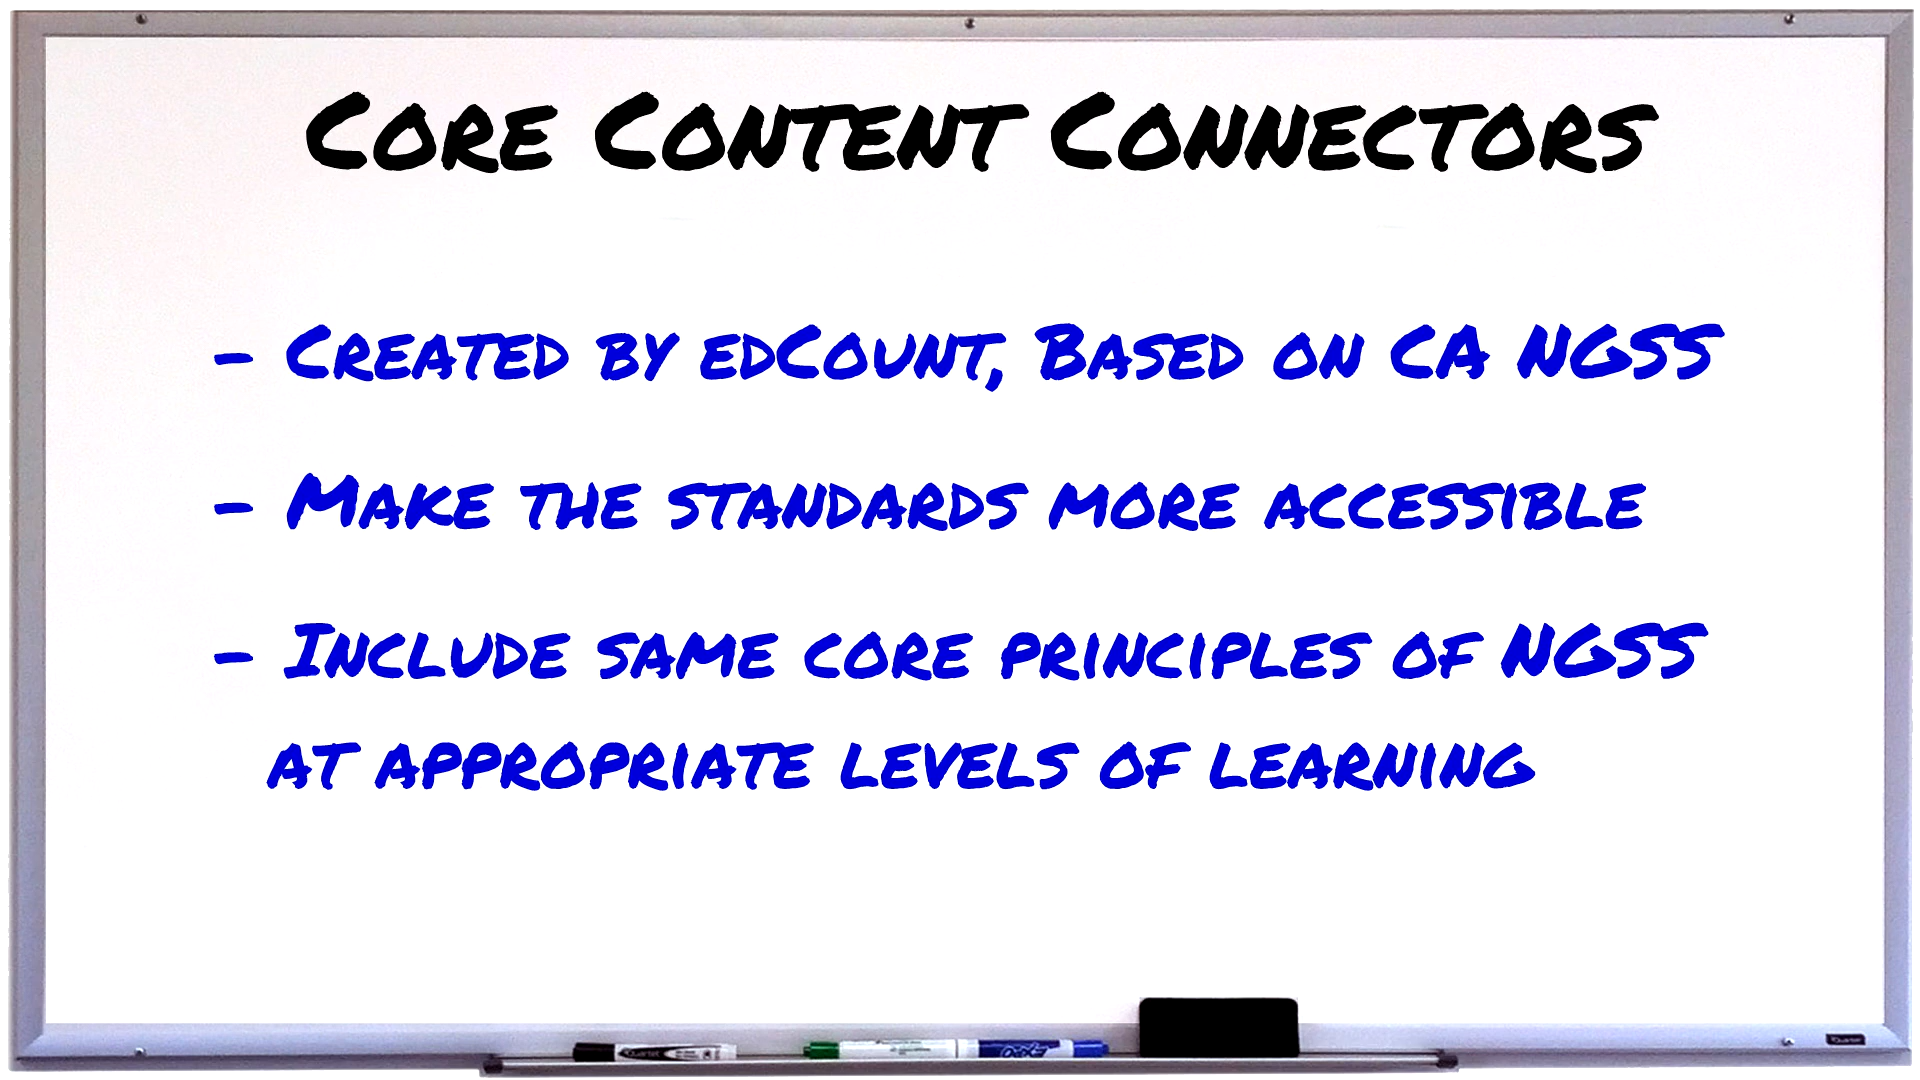 Core Content Connectors
- Created by edCount, Based on CA NGSS
- Make the standards more accessible
- Include same core principles of NGSS
at appropriate levels of learning
Quartet